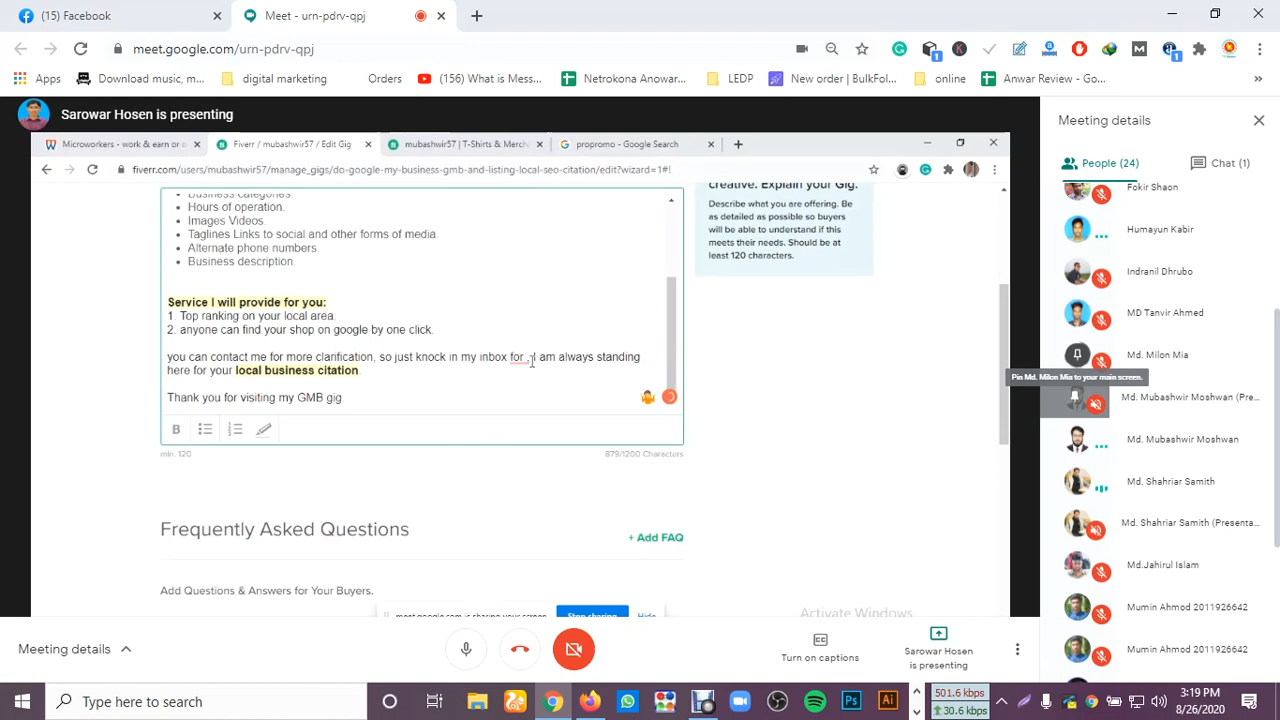 (15) Facebook
Meet - urn-pdrv-qpj
meet.google.com/urn-pdrv-qpj
Apps
Download music, m...
digital marketing
Orders
(156) What is Mess...
Netrokona Anowar...
LEDP
New order | BulkFol...
online
Anwar Review - Go...
»
Sarowar Hosen is presenting
Microworkers - work & earn or o
Fiverr / mubashwir57 / Edit Gig
mubashwir57 | T-Shirts & Merch
propromo - Google Search
fiverr.com/users/mubashwir57/manage_gigs/do-google-my-business-gmb-and-listing-local-seo-citation/edit?wizard=1#!
Business categories.
Hours of operation.
Images Videos.
Taglines Links to social and other forms of media.
Alternate phone numbers.
Business description.
Service I will provide for you:
1. Top ranking on your local area.
2. anyone can find your shop on google by one click.
you can contact me for more clarification, so just knock in my inbox for , I am always standing
here for your local business citation.
Thank you for visiting my GMB gig
B
min. 120
879/1200 Characters
creative. Explain your Gig.
Describe what you are offering. Be
as detailed as possible so buyers
will be able to understand if this
meets their needs. Should be at
least 120 characters.
Frequently Asked Questions
+ Add FAQ
Add Questions & Answers for Your Buyers.
meet.google.com is sharing your screen.
Stop sharing
Hide
Activate Windows
Meeting details
People (24)
Chat (1)
Fokir Shaon
Humayun Kabir
Indranil Dhrubo
MD Tanvir Ahmed
Md. Milon Mia
Pin Md. Milon Mia to your main screen.
Md. Mubashwir Moshwan (Pre...
Md. Mubashwir Moshwan
Md. Shahriar Samith
Md. Shahriar Samith (Presenta...
Md.Jahirul Islam
Mumin Ahmod 2011926642
Mumin Ahmod 2011926642
Meeting details
Turn on captions
Sarowar Hosen
is presenting
Type here to search
501.6 kbps
30.6 kbps
3:19 PM
8/26/2020